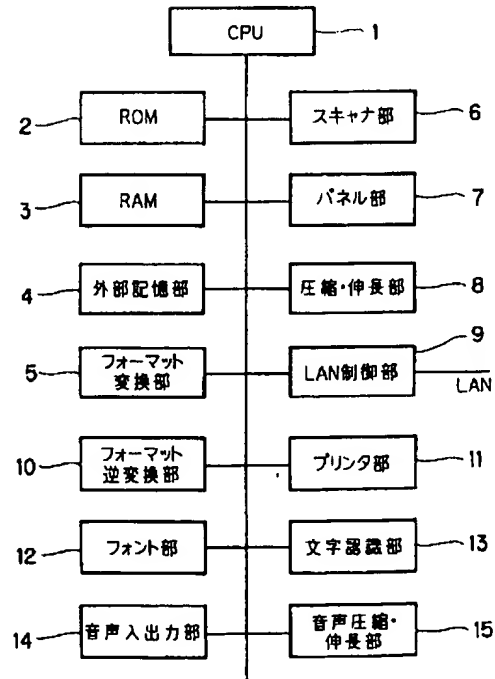 CPU
1
2
ROM
スキャナ部
6
3
RAM
パネル部
7
4
外部記憶部
圧縮・伸長部
8
5
フォーマット
変換部
LAN制御部
9
LAN
10
フォーマット
逆変換部
プリンタ部
11
12
フォント部
文字認識部
13
14
音声入出力部
音声圧縮・
伸長部
15